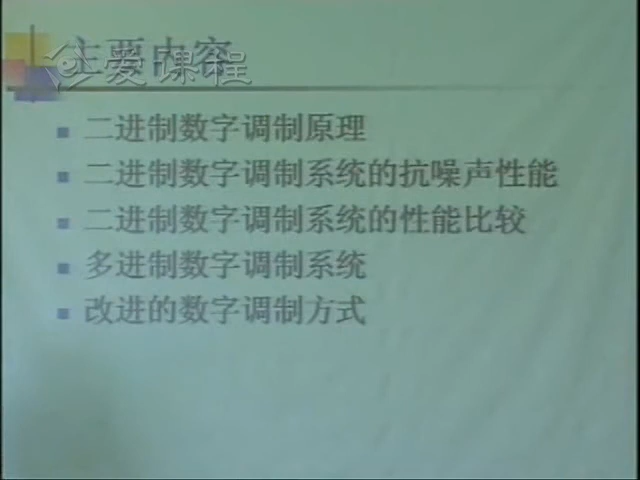 主要内容
爱课程
二进制数字调制原理
二进制数字调制系统的抗噪声性能
二进制数字调制系统的性能比较
多进制数字调制系统
改进的数字调制方式